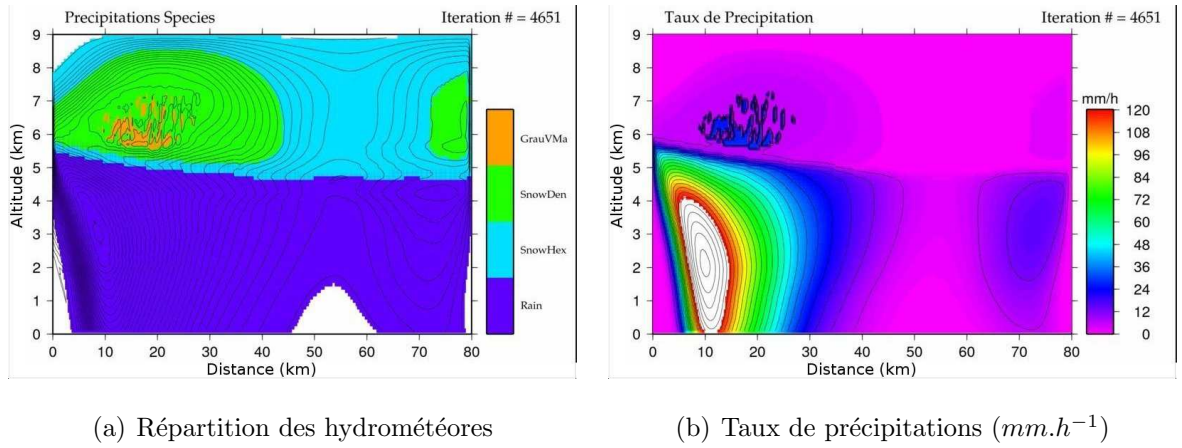 Precipitations Species
Iteration # = 4651
9
8
7
6
5
4
3
2
1
0
Altitude (km)
0 10 20 30 40 50 60 70 80
Distance (km)
GrauVMa
SnowDen
SnowHex
Rain
Taux de Precipitation
Iteration # = 4651
9
8
7
6
5
4
3
2
1
0
Altitude (km)
0 10 20 30 40 50 60 70 80
Distance (km)
mm/h
120
108
96
84
72
60
48
36
24
12
0
(a) Répartition des hydrométéores
(b) Taux de précipitations (mm.h⁻¹)